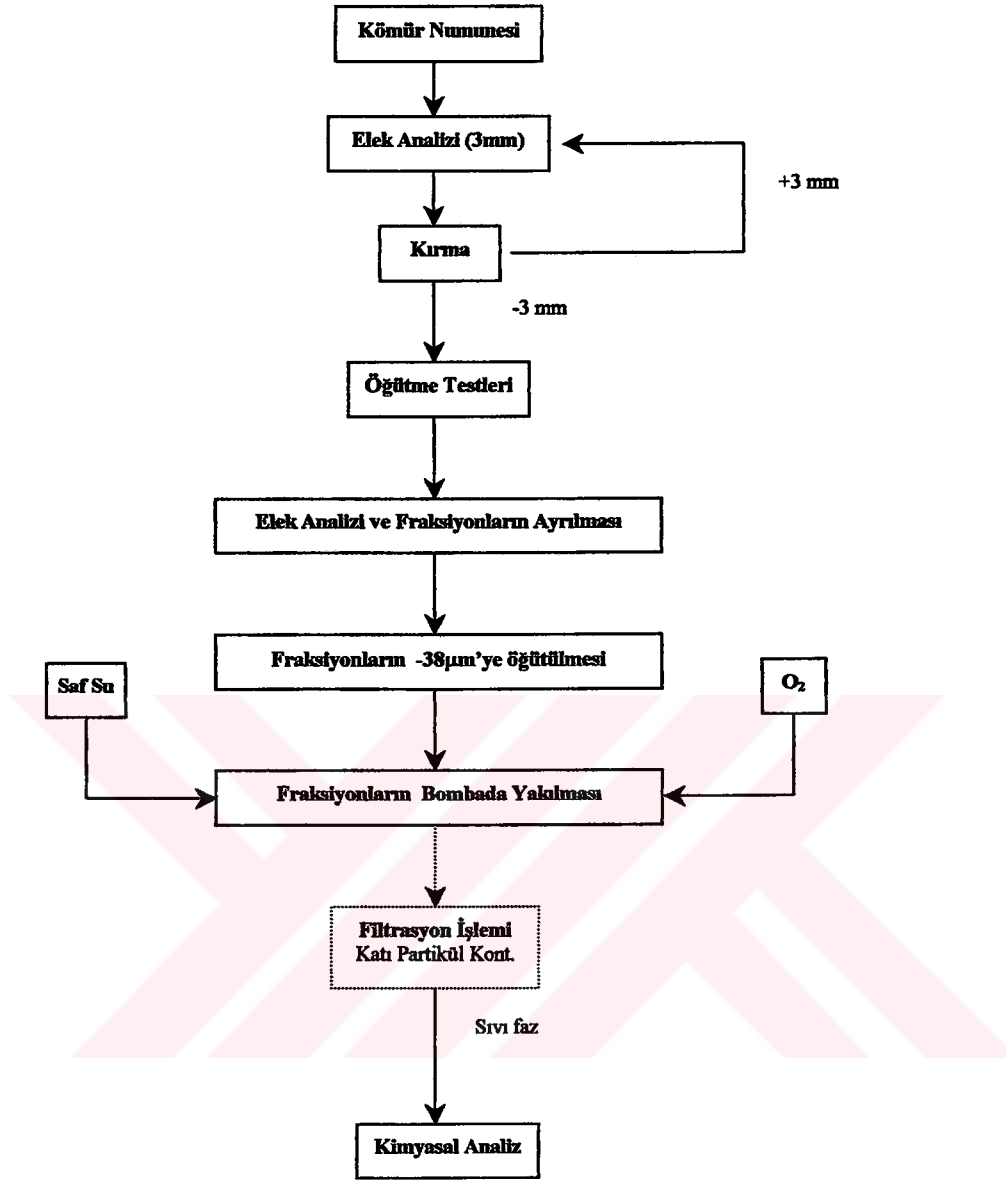 Kömür Numunesi
Elek Analizi (3mm)
+3 mm
Kırma
-3 mm
Öğütme Testleri
Elek Analizi ve Fraksiyonların Ayrılması
Fraksiyonların -38µm'ye öğütülmesi
Saf Su
O₂
Fraksiyonların Bombada Yakılması
Filtrasyon İşlemi
Katı Partikül Kont.
Sıvı faz
Kimyasal Analiz